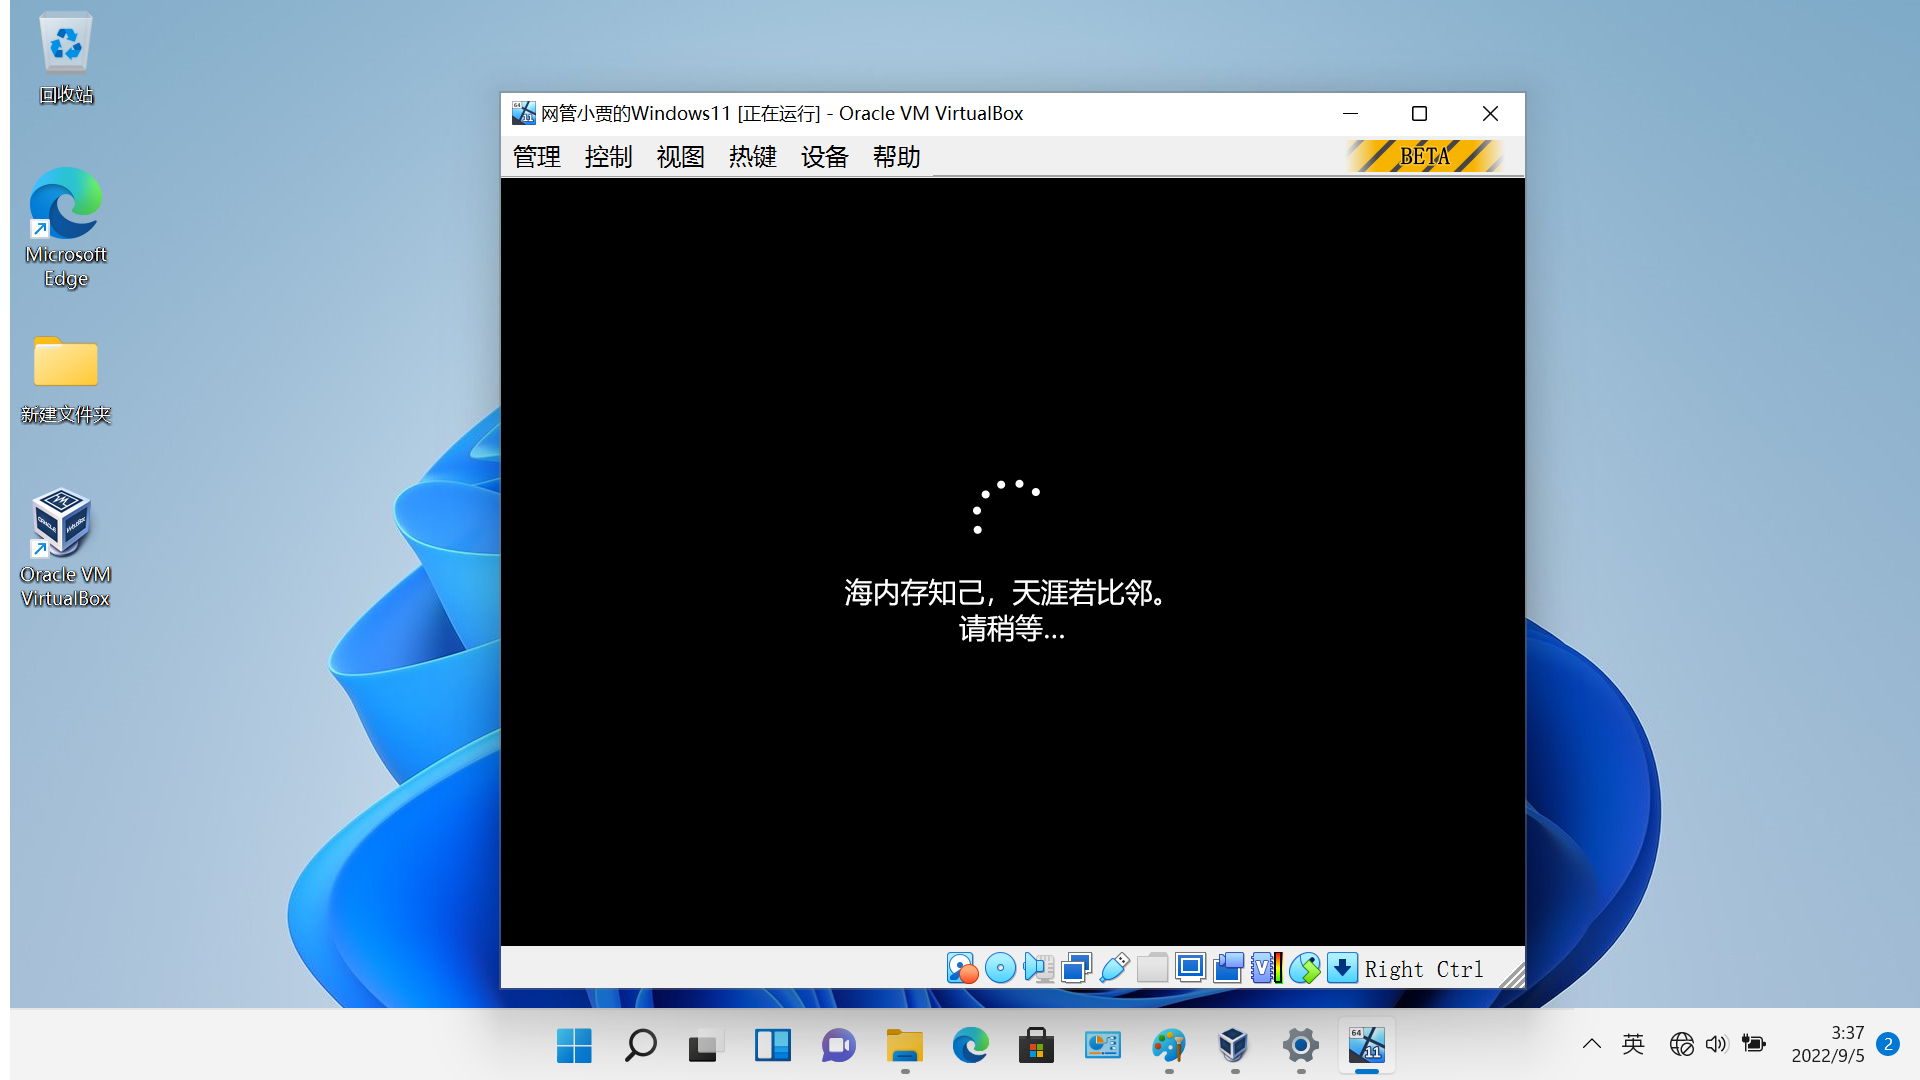 回收站
Microsoft
Edge
新建文件夹
Oracle VM
VirtualBox
网管小贾的Windows11 [正在运行] - Oracle VM VirtualBox
管理 控制 视图 热键 设备 帮助
BETA
海内存知己，天涯若比邻。
请稍等...
Right Ctrl
英
3:37
2022/9/5
2